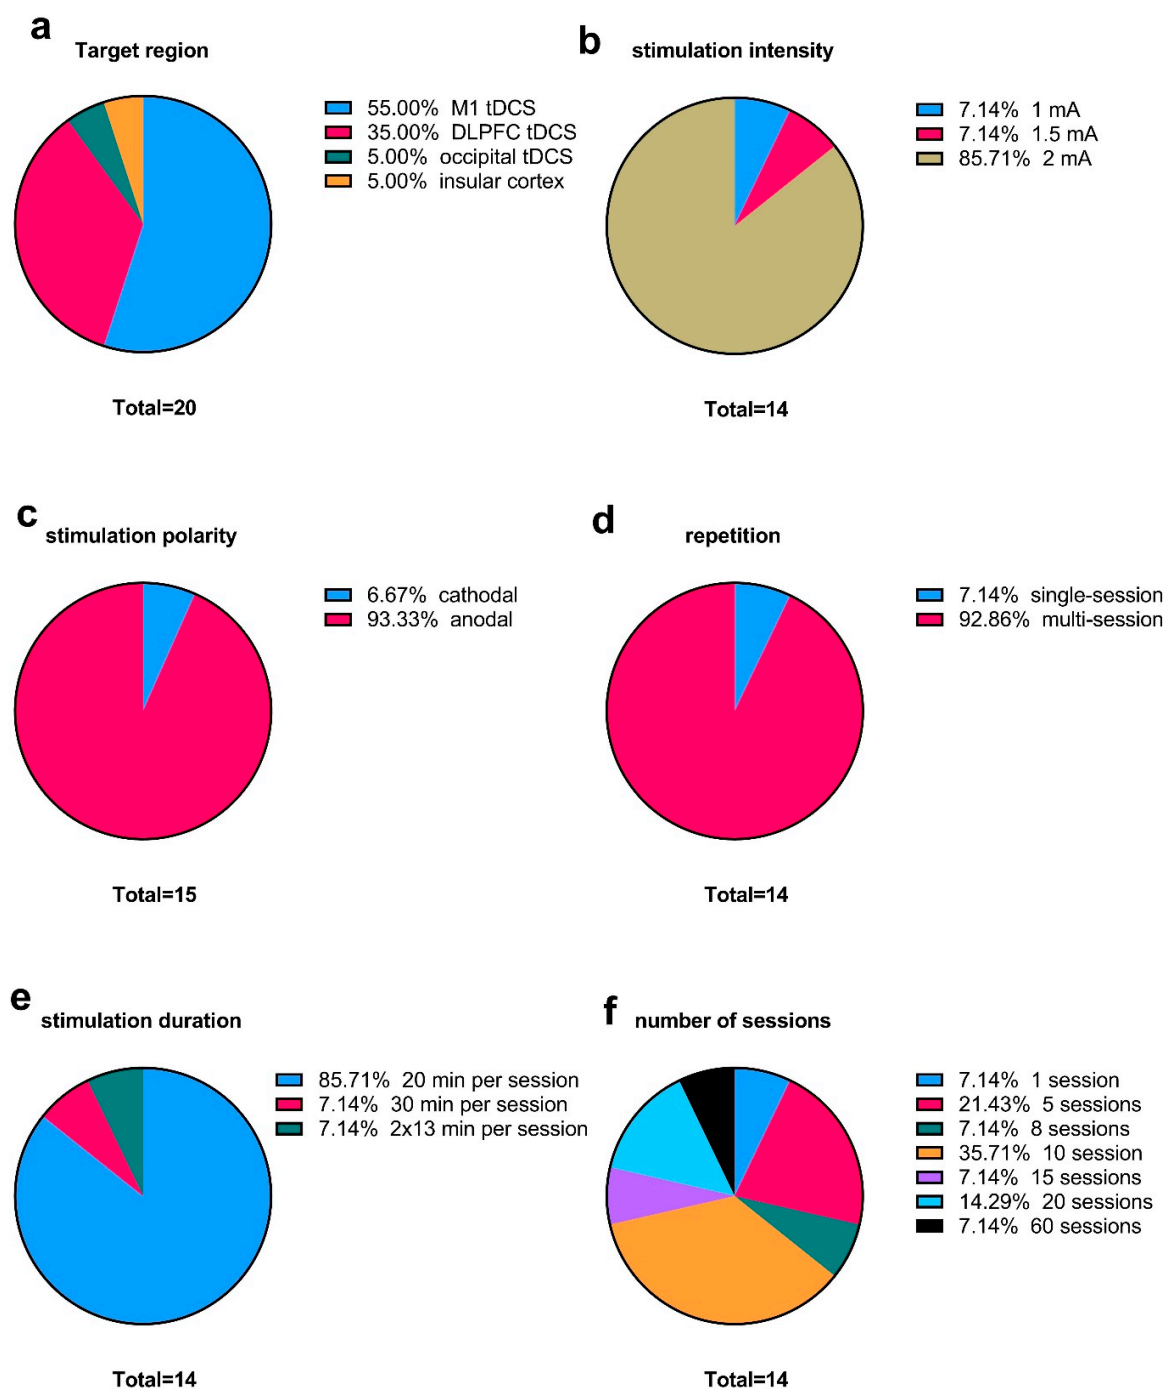 a
Target region
55.00% M1 tDCS
35.00% DLPFC tDCS
5.00% occipital tDCS
5.00% insular cortex
Total=20
b
stimulation intensity
7.14% 1 mA
7.14% 1.5 mA
85.71% 2 mA
Total=14
c
stimulation polarity
6.67% cathodal
93.33% anodal
Total=15
d
repetition
7.14% single-session
92.86% multi-session
Total=14
e
stimulation duration
85.71% 20 min per session
7.14% 30 min per session
7.14% 2x13 min per session
Total=14
f
number of sessions
7.14% 1 session
21.43% 5 sessions
7.14% 8 sessions
35.71% 10 session
7.14% 15 sessions
14.29% 20 sessions
7.14% 60 sessions
Total=14